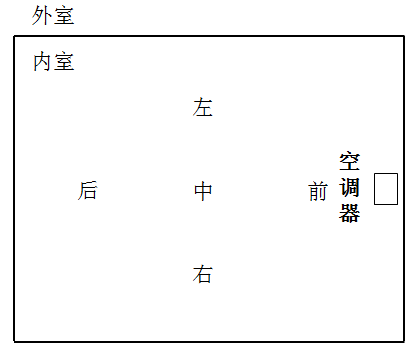 外室
内室
左
后 中 前
空调器
右